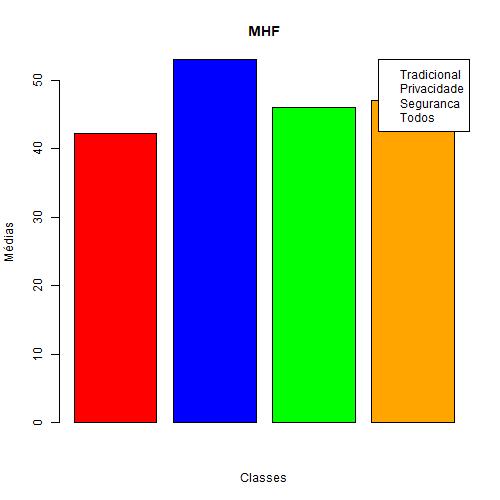 MHF
Tradicional
Privacidade
Seguranca
Todos
50
40
30
20
10
0
Médias
Classes